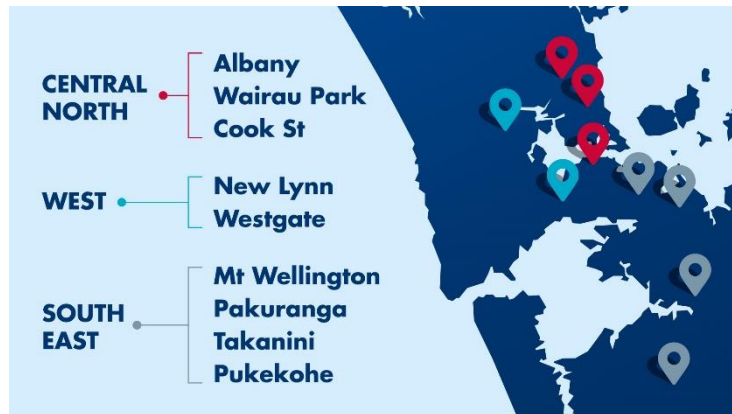 CENTRAL
NORTH
Albany
Wairau Park
Cook St
WEST
New Lynn
Westgate
SOUTH
EAST
Mt Wellington
Pakuranga
Takanini
Pukekohe